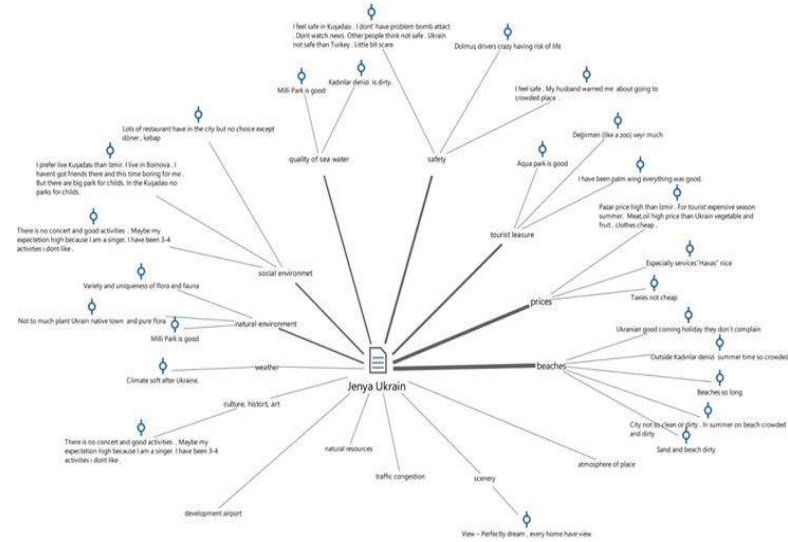 I feel safe in Kuşadası . I dont' have problem bomb attact
. Dont watch news. Other people think not safe . Ukrain
not safe than Turkey . Little bit scare
Dolmuş drivers crazy having risk of life
Milli Park is good
Kadınlar denizi is dirty.
I feel safe . My husband warned me about going to
crowded place .
Lots of restaurant have in the city but no choice except
döner , kebap
Değirmen (like a zoo) veyr much
quality of sea water
safety
Aqua park is good
I prefer live Kuşadası than Izmir. I live in Bornova . I
havent got friends there and this time boring for me .
But there are big park for childs. In the Kuşadası no
parks for childs.
I have been palm wing everything was good.
Pazar price high than Izmir . For tourist expensive season
summer. Meat,oil high price than Ukrain vegetable and
fruit , clothes cheap .
There is no concert and good activities . Maybe my
expectetion high because I am a singer. I have been 3-4
activities i dont like .
tourist leasure
Especially services"Havas" nice
social environmet
Variety and uniqueness of flora and fauna
Taxies not cheap
prices
Not to much plant Ukrain native town and pure flora
natural environment
Milli Park is good
Ukranian good coming holiday they don't complain
Outside Kadınlar denizi summer time so crowded
weather
beaches
Climate soft after Ukraine.
Jenya Ukrain
Beaches so long
culture, histort, art
City not so clean or dirty . In summer on beach crowded
and dirty
There is no concert and good activities . Maybe my
expectetion high because I am a singer. I have been 3-4
activities i dont like .
Sand and beach dirty
natural resources
atmosphere of place
traffic congestion
scenery
development airport
View – Perfectly dream , every home have view